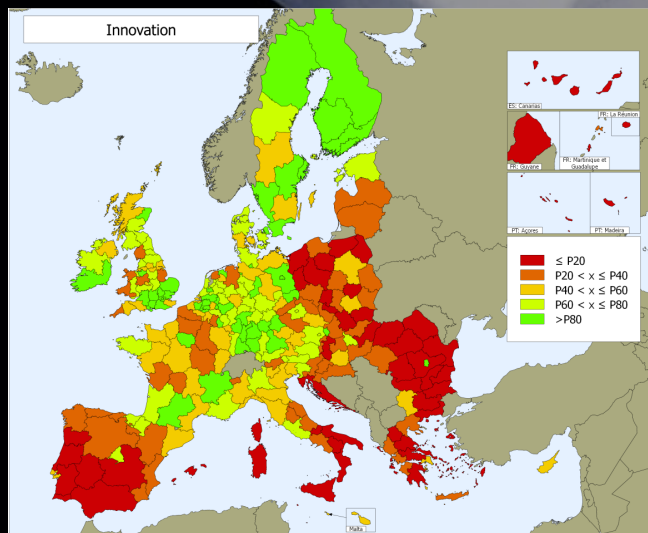 Innovation
ES: Canarias
FR: La Réunion
FR: Guyane
FR: Martinique et
Guadalupe
PT: Açores
PT: Madeira
≤ P20
P20 < x ≤ P40
P40 < x ≤ P60
P60 < x ≤ P80
>P80
Malta